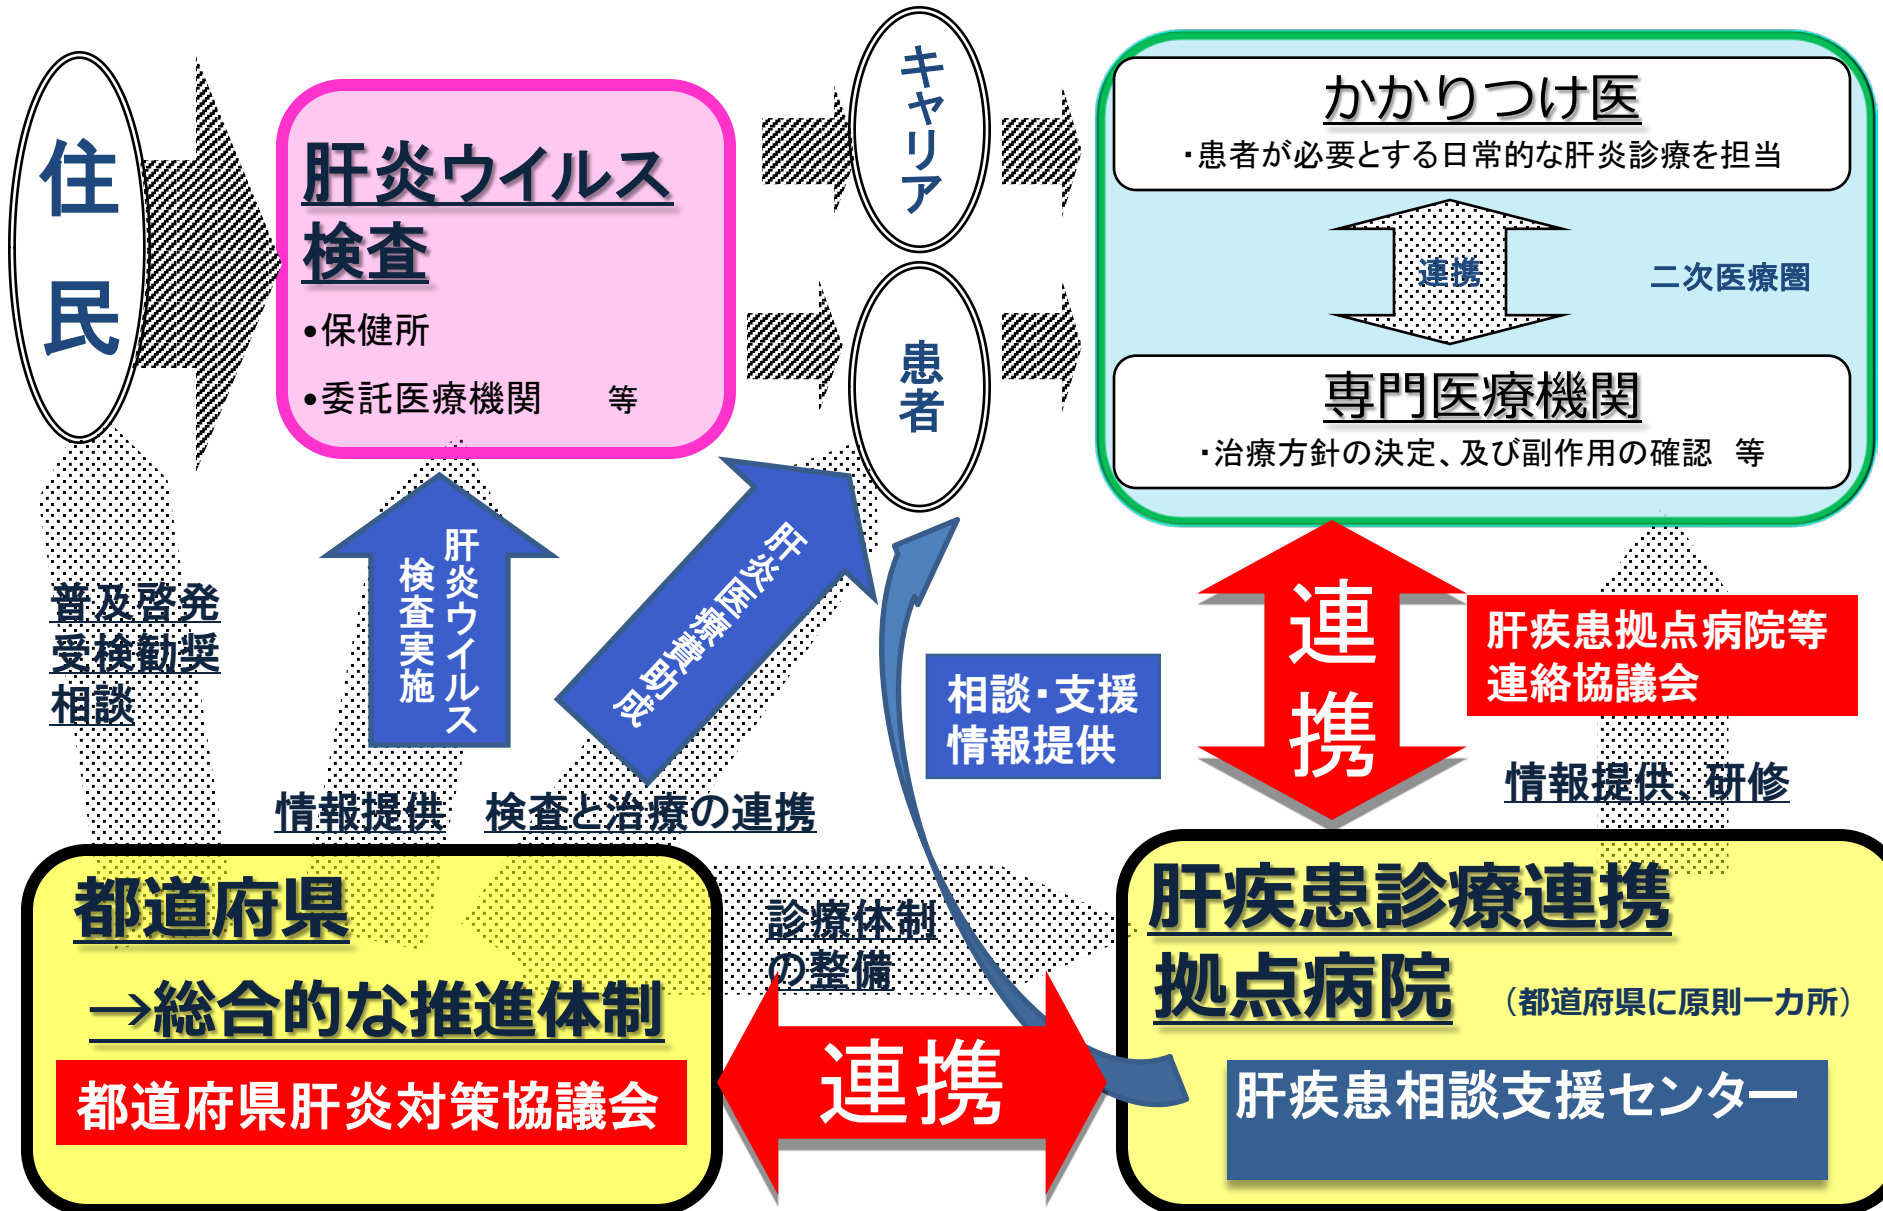 住民
肝炎ウイルス
検査
•保健所
•委託医療機関　　等
キャリア
患者
かかりつけ医
・患者が必要とする日常的な肝炎診療を担当
連携
二次医療圏
専門医療機関
・治療方針の決定、及び副作用の確認　等
普及啓発
受検勧奨
相談
肝炎ウイルス
検査実施
肝炎医療費助成
相談・支援
情報提供
連携
肝疾患拠点病院等
連絡協議会
情報提供
検査と治療の連携
情報提供、研修
都道府県
→総合的な推進体制
都道府県肝炎対策協議会
診療体制
の整備
連携
肝疾患診療連携
拠点病院　（都道府県に原則一カ所）
肝疾患相談支援センター